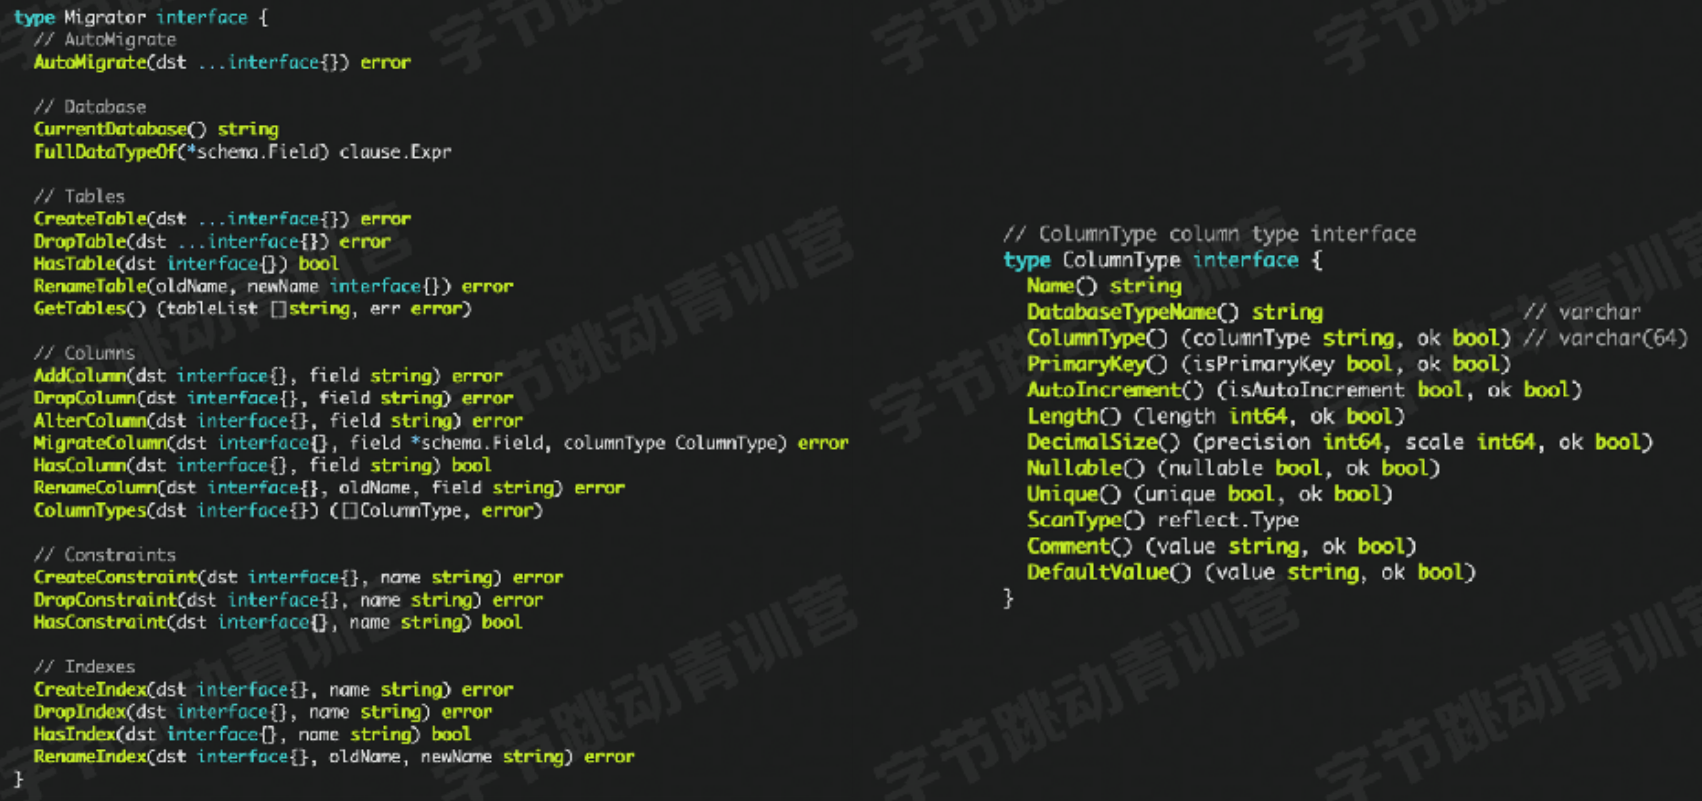 type Migrator interface {
// AutoMigrate
AutoMigrate(dst ...interface{}) error
// Database
CurrentDatabase() string
FullDataTypeOf(*schema.Field) clause.Expr
// Tables
CreateTable(dst ...interface{}) error
DropTable(dst ...interface{}) error
HasTable(dst interface{}) bool
RenameTable(oldName, newName interface{}) error
GetTables() (tableList []string, err error)
// Columns
AddColumn(dst interface{}, field string) error
DropColumn(dst interface{}, field string) error
AlterColumn(dst interface{}, field string) error
MigrateColumn(dst interface{}, field *schema.Field, columnType ColumnType) error
HasColumn(dst interface{}, field string) bool
RenameColumn(dst interface{}, oldName, field string) error
ColumnTypes(dst interface{}) ([]ColumnType, error)
// Constraints
CreateConstraint(dst interface{}, name string) error
DropConstraint(dst interface{}, name string) error
HasConstraint(dst interface{}, name string) bool
// Indexes
CreateIndex(dst interface{}, name string) error
DropIndex(dst interface{}, name string) error
HasIndex(dst interface{}, name string) bool
RenameIndex(dst interface{}, oldName, newName string) error
}
// ColumnType column type interface
type ColumnType interface {
Name() string
DatabaseTypeName() string // varchar
ColumnType() (columnType string, ok bool) // varchar(64)
PrimaryKey() (isPrimaryKey bool, ok bool)
AutoIncrement() (isAutoIncrement bool, ok bool)
Length() (length int64, ok bool)
DecimalSize() (precision int64, scale int64, ok bool)
Nullable() (nullable bool, ok bool)
Unique() (unique bool, ok bool)
ScanType() reflect.Type
Comment() (value string, ok bool)
DefaultValue() (value string, ok bool)
}
字节跳动青训营